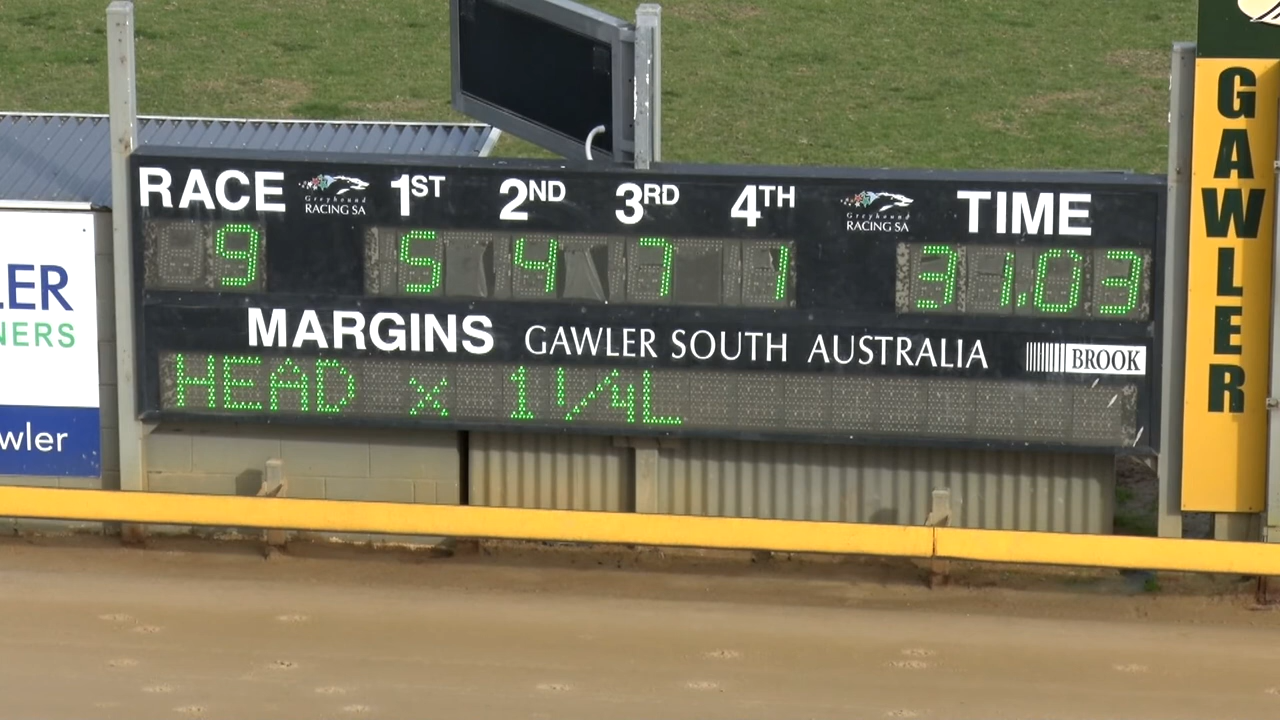 RACE Greyhound RACING SA 1ST 2ND 3RD 4TH Greyhound RACING SA TIME
9 5 4 7 1 31.03
MARGINS GAWLER SOUTH AUSTRALIA BROOK
HEAD x 1 1/4L
LER
NERS
wler
GAWLER